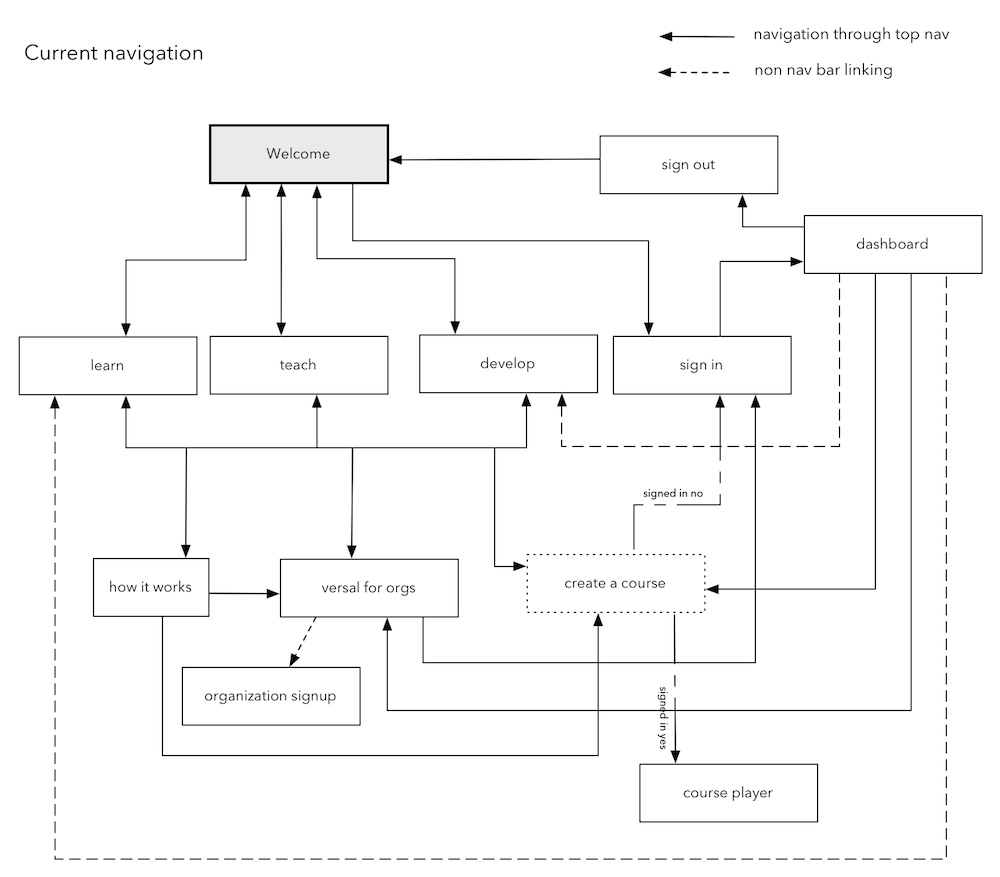 Current navigation
navigation through top nav
non nav bar linking
Welcome
sign out
dashboard
learn
teach
develop
sign in
signed in no
how it works
versal for orgs
create a course
organization signup
signed in yes
course player